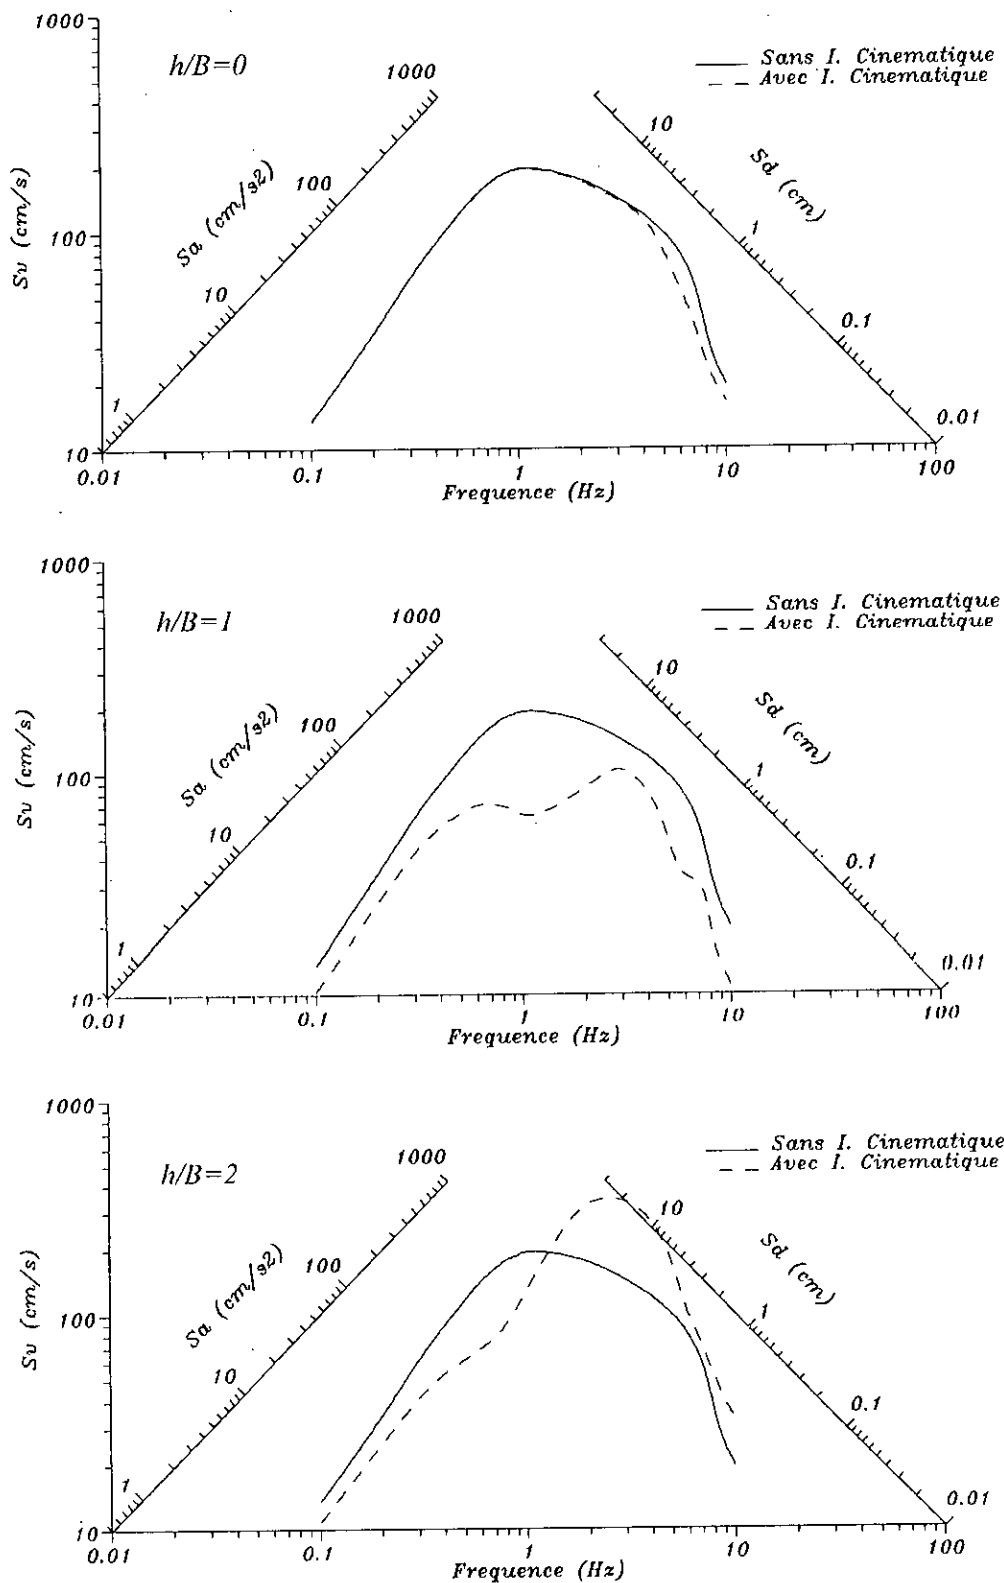 1000
h/B=0
1000
Sans I. Cinematique
Avec I. Cinematique
10
Sd (cm)
100
Sa (cm/s2)
Sv (cm/s)
100
1
10
0.1
1
0.01
10
0.01
0.1
1
10
100
Frequence (Hz)
1000
h/B=1
1000
Sans I. Cinematique
Avec I. Cinematique
10
Sd (cm)
100
Sa (cm/s2)
Sv (cm/s)
100
1
10
0.1
1
0.01
10
0.01
0.1
1
10
100
Frequence (Hz)
1000
h/B=2
1000
Sans I. Cinematique
Avec I. Cinematique
10
Sd (cm)
100
Sa (cm/s2)
Sv (cm/s)
100
1
10
0.1
1
0.01
10
0.01
0.1
1
10
100
Frequence (Hz)